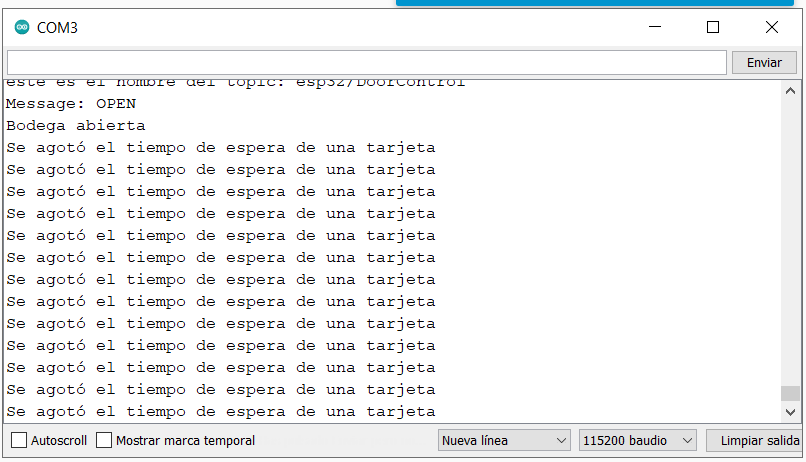 COM3
Enviar
este es el nombre del topic: esp32/DoorControl
Message: OPEN
Bodega abierta
Se agotó el tiempo de espera de una tarjeta
Se agotó el tiempo de espera de una tarjeta
Se agotó el tiempo de espera de una tarjeta
Se agotó el tiempo de espera de una tarjeta
Se agotó el tiempo de espera de una tarjeta
Se agotó el tiempo de espera de una tarjeta
Se agotó el tiempo de espera de una tarjeta
Se agotó el tiempo de espera de una tarjeta
Se agotó el tiempo de espera de una tarjeta
Se agotó el tiempo de espera de una tarjeta
Se agotó el tiempo de espera de una tarjeta
Se agotó el tiempo de espera de una tarjeta
Se agotó el tiempo de espera de una tarjeta
Autoscroll Mostrar marca temporal Nueva línea 115200 baudio Limpiar salida